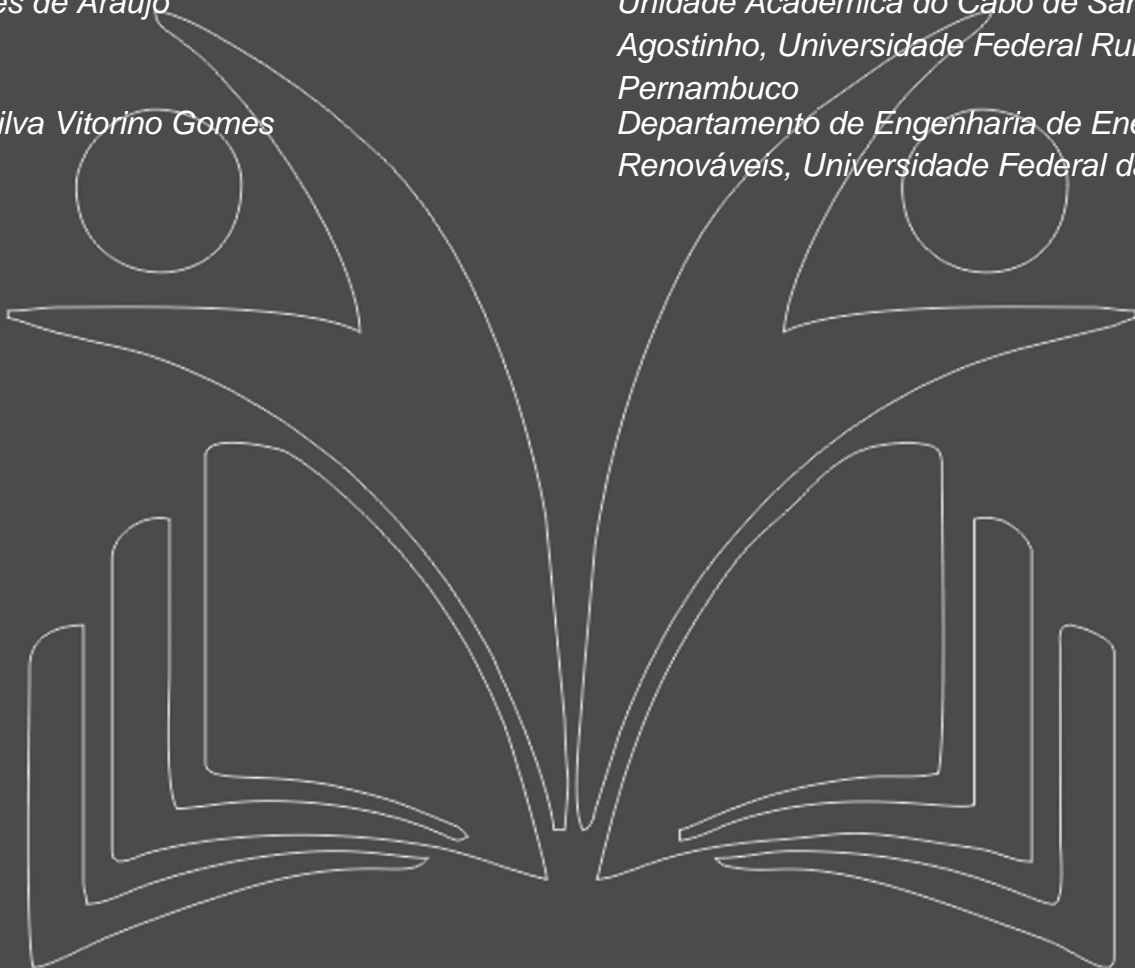 es de Araújo
Unidade Acadêmica do Cabo de San
Agostinho, Universidade Federal Ru
Pernambuco
ilva Vitorino Gomes
Departamento de Engenharia de Ene
Renováveis, Universidade Federal da